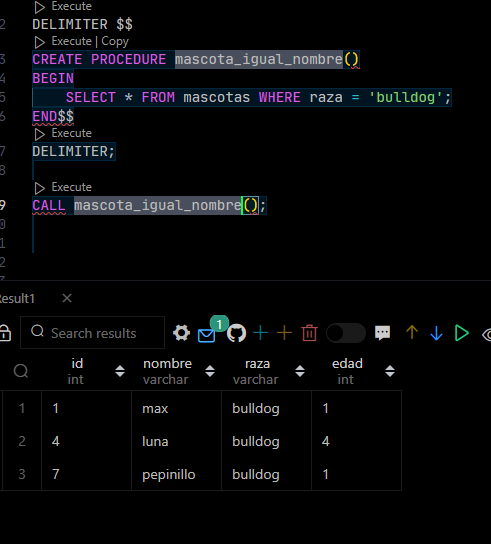 Execute
2 DELIMITER $$
Execute | Copy
3 CREATE PROCEDURE mascota_igual_nombre()
4 BEGIN
5 SELECT * FROM mascotas WHERE raza = 'bulldog';
6 END$$
Execute
7 DELIMITER;
8
Execute
9 CALL mascota_igual_nombre();
0
1
2
3
Result1 ×
Search results 1
id nombre raza edad
int varchar varchar int
1 1 max bulldog 1
2 4 luna bulldog 4
3 7 pepinillo bulldog 1